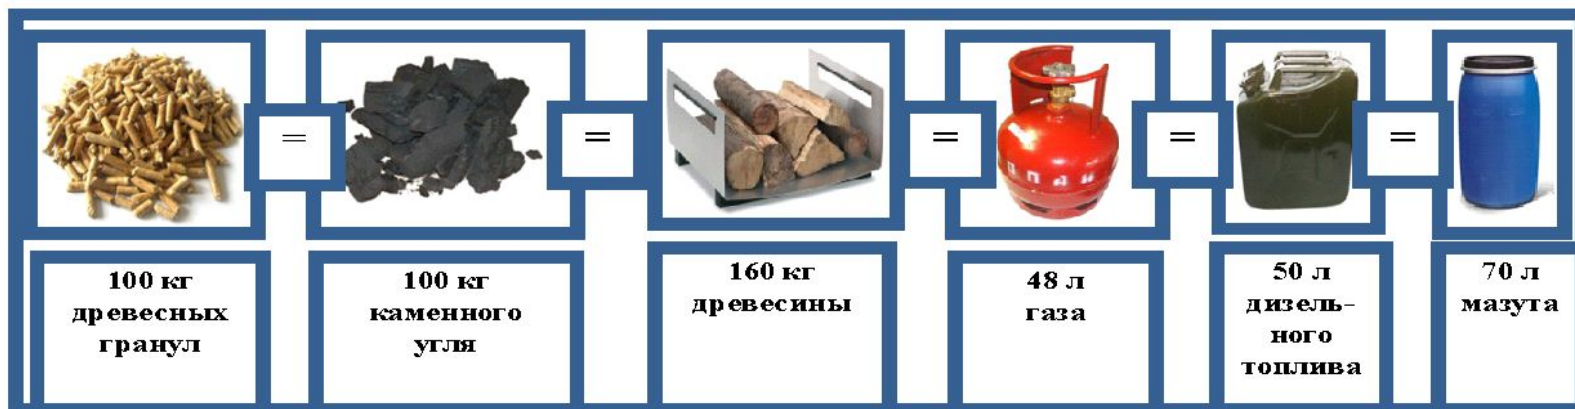 =
=
=
=
=
ПРОПАН
100 кг
древесных
гранул
100 кг
каменного
угля
160 кг
древесины
48 л
газа
50 л
дизель-
ного
топлива
70 л
мазута